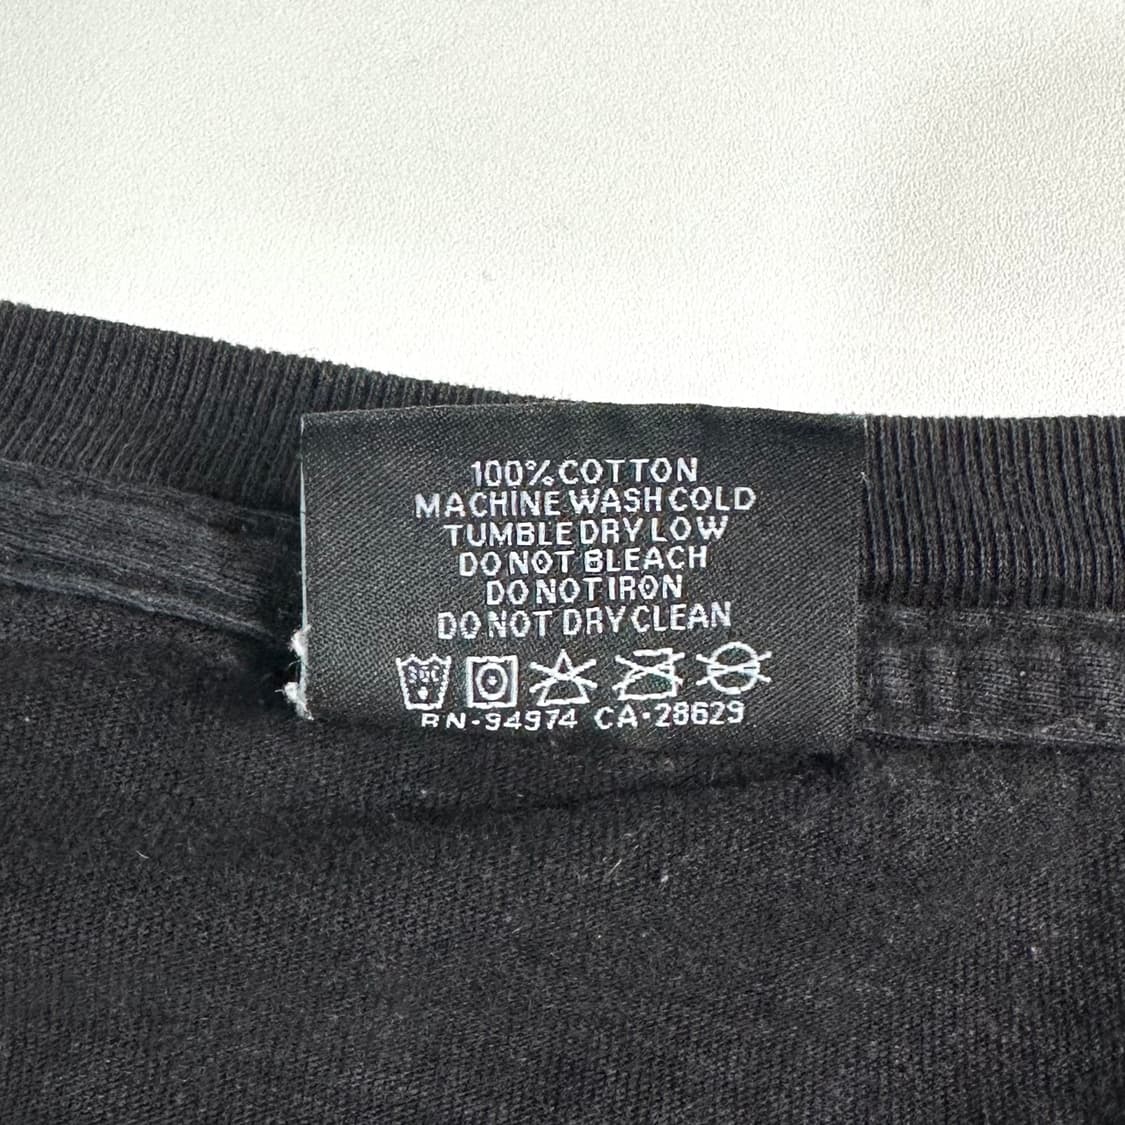 100% COTTON
MACHINE WASH COLD
TUMBLE DRY LOW
DO NOT BLEACH
DO NOT IRON
DO NOT DRY CLEAN
30C
RN-94974 CA-28629